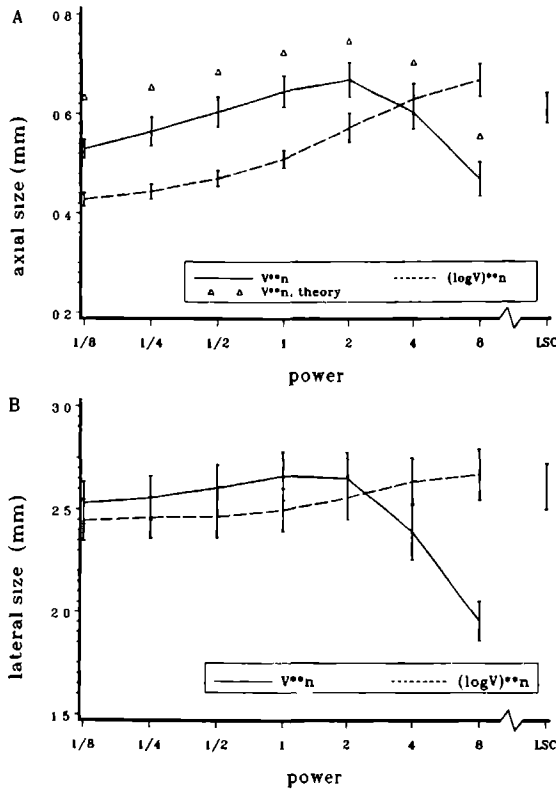 A
axial size (mm)
0 8
0 6
0 4
0 2
V**n
(logV)**n
V**n, theory
1/8 1/4 1/2 1 2 4 8 LSC
power
B
lateral size (mm)
3 0
2 5
2 0
1 5
V**n
(logV)**n
1/8 1/4 1/2 1 2 4 8 LSC
power